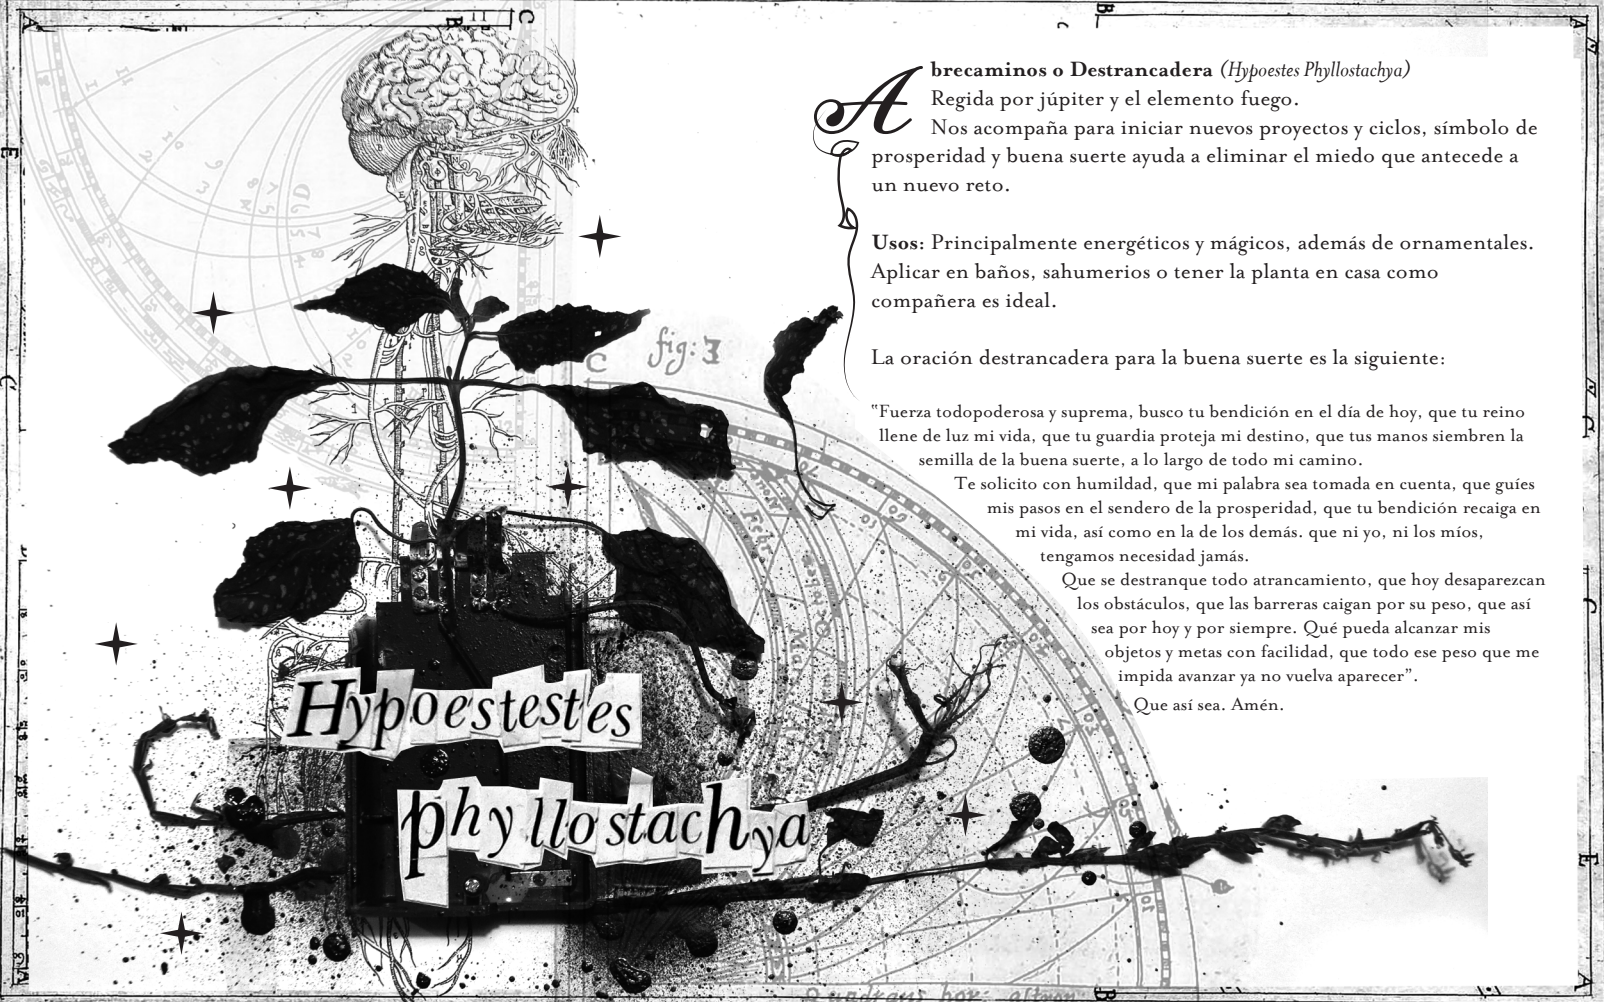 Abrecaminos o Destrancadera (Hypoestes Phyllostachya)
Regida por júpiter y el elemento fuego.
Nos acompaña para iniciar nuevos proyectos y ciclos, símbolo de
prosperidad y buena suerte ayuda a eliminar el miedo que antecede a
un nuevo reto.
Usos: Principalmente energéticos y mágicos, además de ornamentales.
Aplicar en baños, sahumerios o tener la planta en casa como
compañera es ideal.
La oración destrancadera para la buena suerte es la siguiente:
"Fuerza todopoderosa y suprema, busco tu bendición en el día de hoy, que tu reino
llene de luz mi vida, que tu guardia proteja mi destino, que tus manos siembren la
semilla de la buena suerte, a lo largo de todo mi camino.
Te solicito con humildad, que mi palabra sea tomada en cuenta, que guíes
mis pasos en el sendero de la prosperidad, que tu bendición recaiga en
mi vida, así como en la de los demás. que ni yo, ni los míos,
tengamos necesidad jamás.
Que se destranque todo atrancamiento, que hoy desaparezcan
los obstáculos, que las barreras caigan por su peso, que así
sea por hoy y por siempre. Qué pueda alcanzar mis
objetos y metas con facilidad, que todo ese peso que me
impida avanzar ya no vuelva aparecer”.
Que así sea. Amén.
fig: 3
C
Hypoestestes
phyllostachya